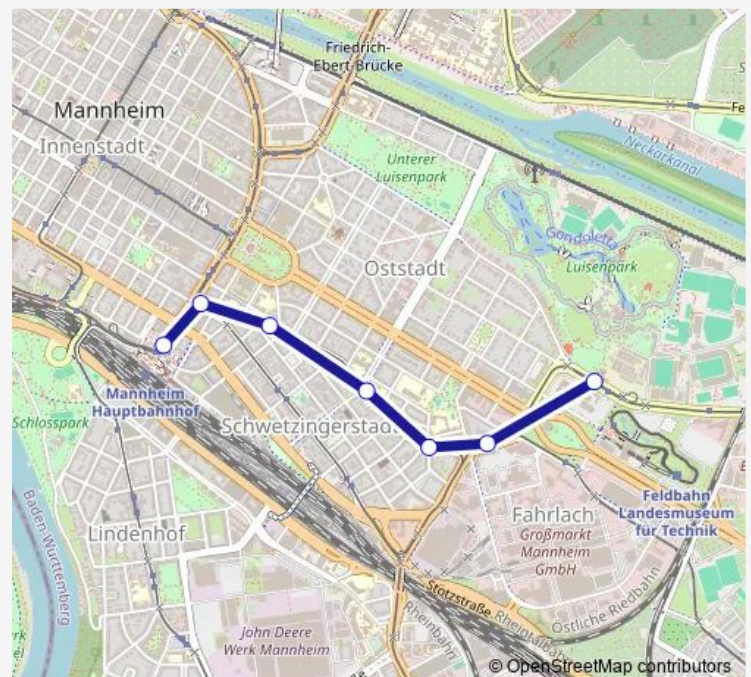 Friedrich-
Ebert-Brücke
Mannheim
Innenstadt
Unterer
Luisenpark
Neckarkanal
Gondoletta
Oststadt
Luisenpark
Mannheim
Hauptbahnhof
Schlosspark
Schwetzingerstadt
Feldbahn
Landesmuseum
für Technik
Baden-Württemberg
Lindenhof
Fahrlach
Großmarkt
Mannheim
GmbH
Stotzstraße
Rheintalbahn
Östliche Riedbahn
Rheinbahn
John Deere
Werk Mannheim
© OpenStreetMap contributors